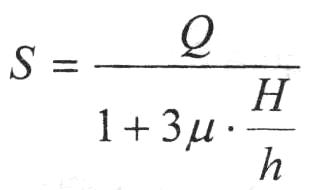 S = Q / (1 + 3μ · H / h)